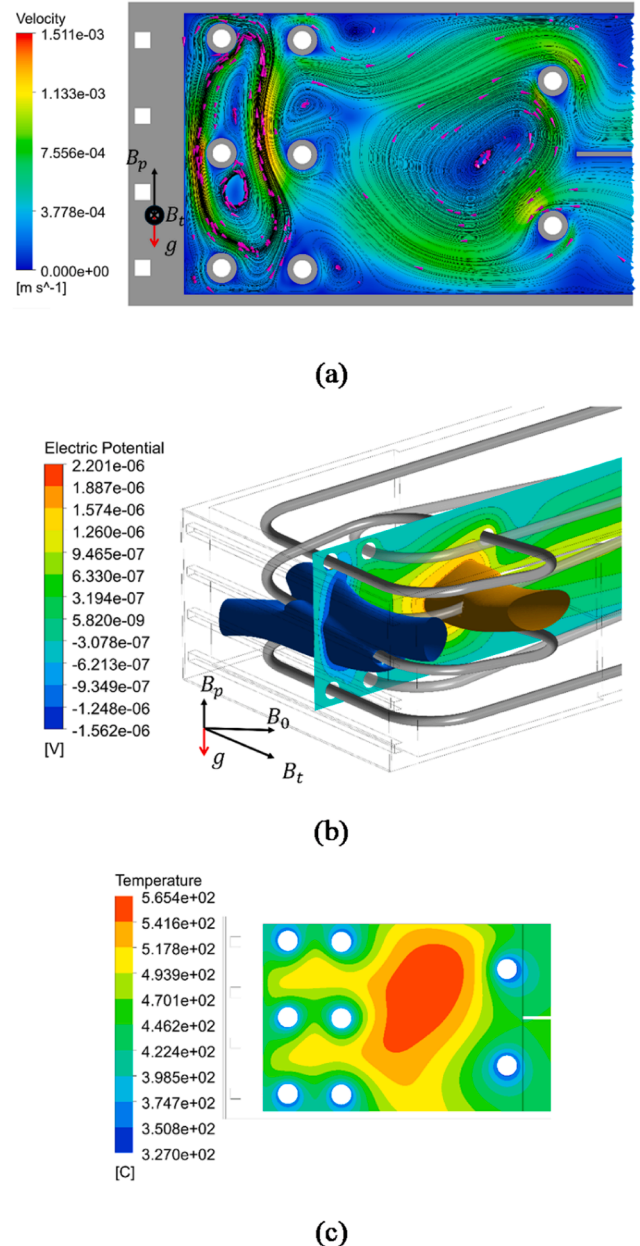 Velocity
1.511e-03
1.133e-03
7.556e-04
3.778e-04
0.000e+00
[m s^-1]
B_p
B_t
g
(a)
Electric Potential
2.201e-06
1.887e-06
1.574e-06
1.260e-06
9.465e-07
6.330e-07
3.194e-07
5.820e-09
-3.078e-07
-6.213e-07
-9.349e-07
-1.248e-06
-1.562e-06
[V]
B_p
B_0
g
B_t
(b)
Temperature
5.654e+02
5.416e+02
5.178e+02
4.939e+02
4.701e+02
4.462e+02
4.224e+02
3.985e+02
3.747e+02
3.508e+02
3.270e+02
[C]
(c)